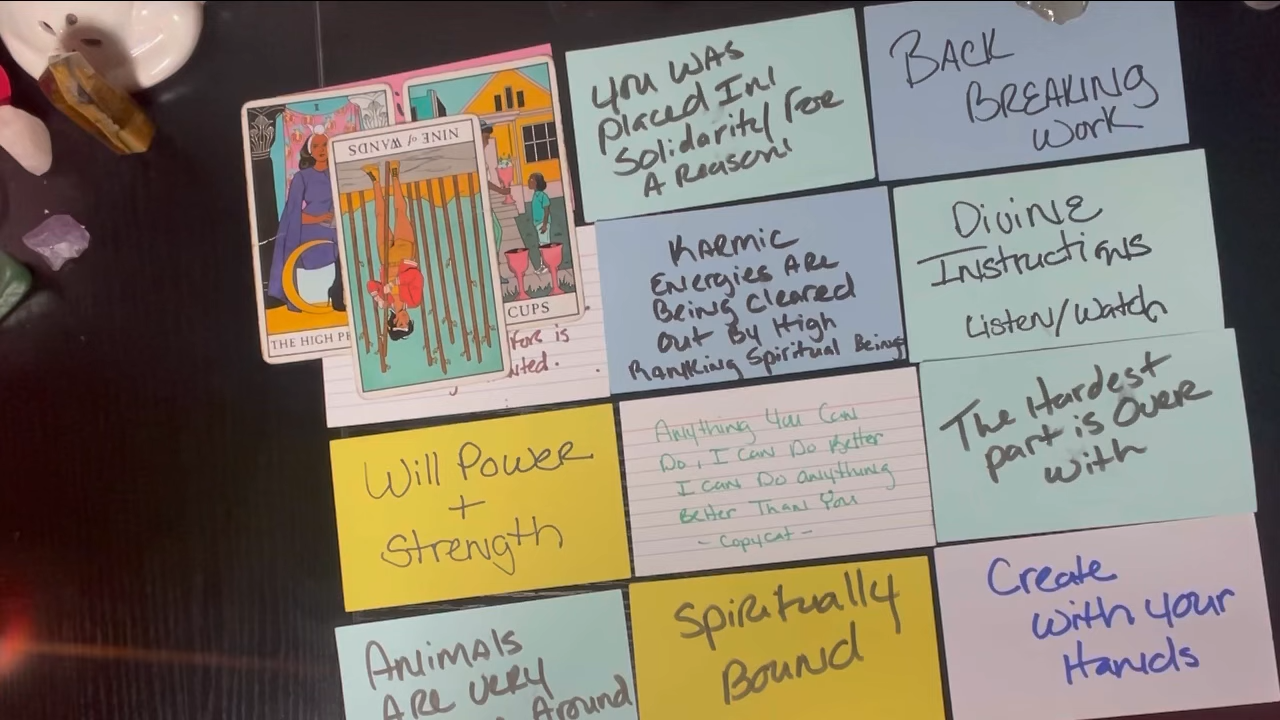 I
THE HIGH
NINE of WANDS
CUPS
is
You Was
placed In!
Solidarity/For
A Reason!
Back
Breaking
Work
Karmic
Energies Are
Being Cleared
Out By High
Ranking Spiritual Beings
Divine
Instructions
Listen/Watch
Will Power
+
Strength
Anything You Can
Do, I Can Do Better
I can Do anything
Better Than You
- Copycat -
The Hardest
part is Over
with
Animals
Are very
Around
Spiritually
Bound
Create
with your
Hands